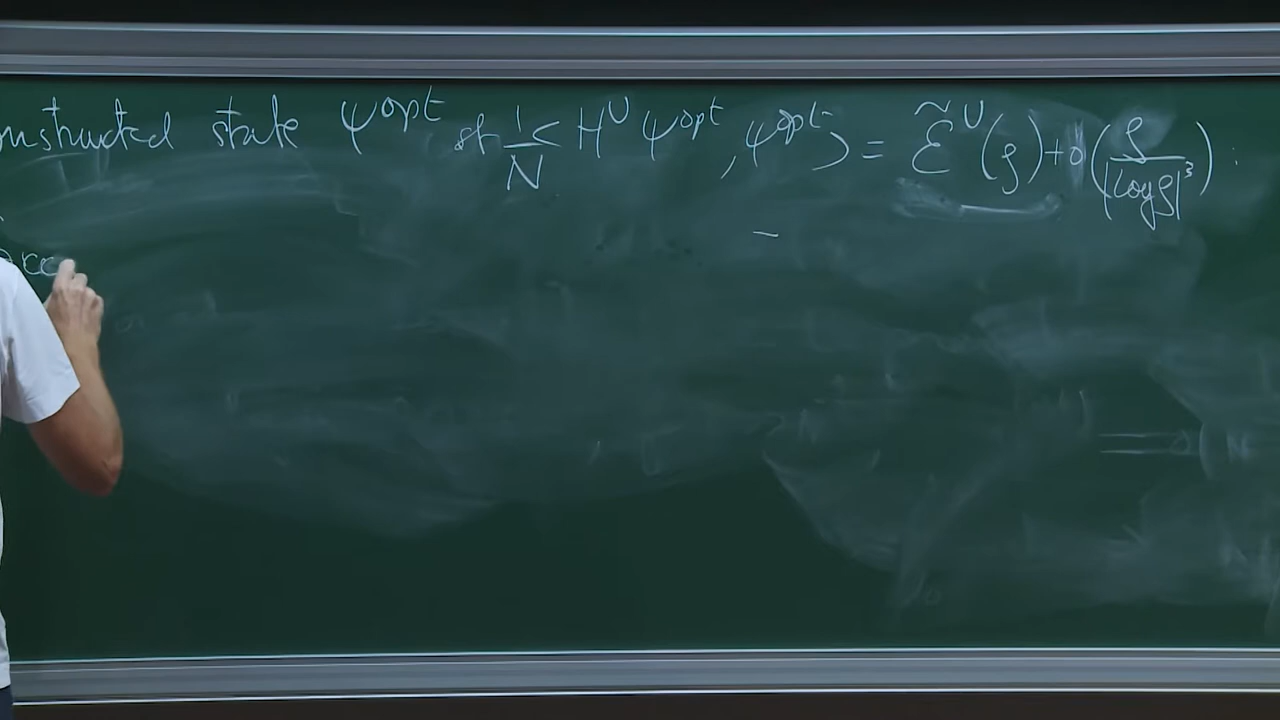 nstructed state ψ^opt st 1/N < H^U ψ^opt, ψ^opt > = ℰ̃^U(ρ) + o(ρ/|log ρ|³) :